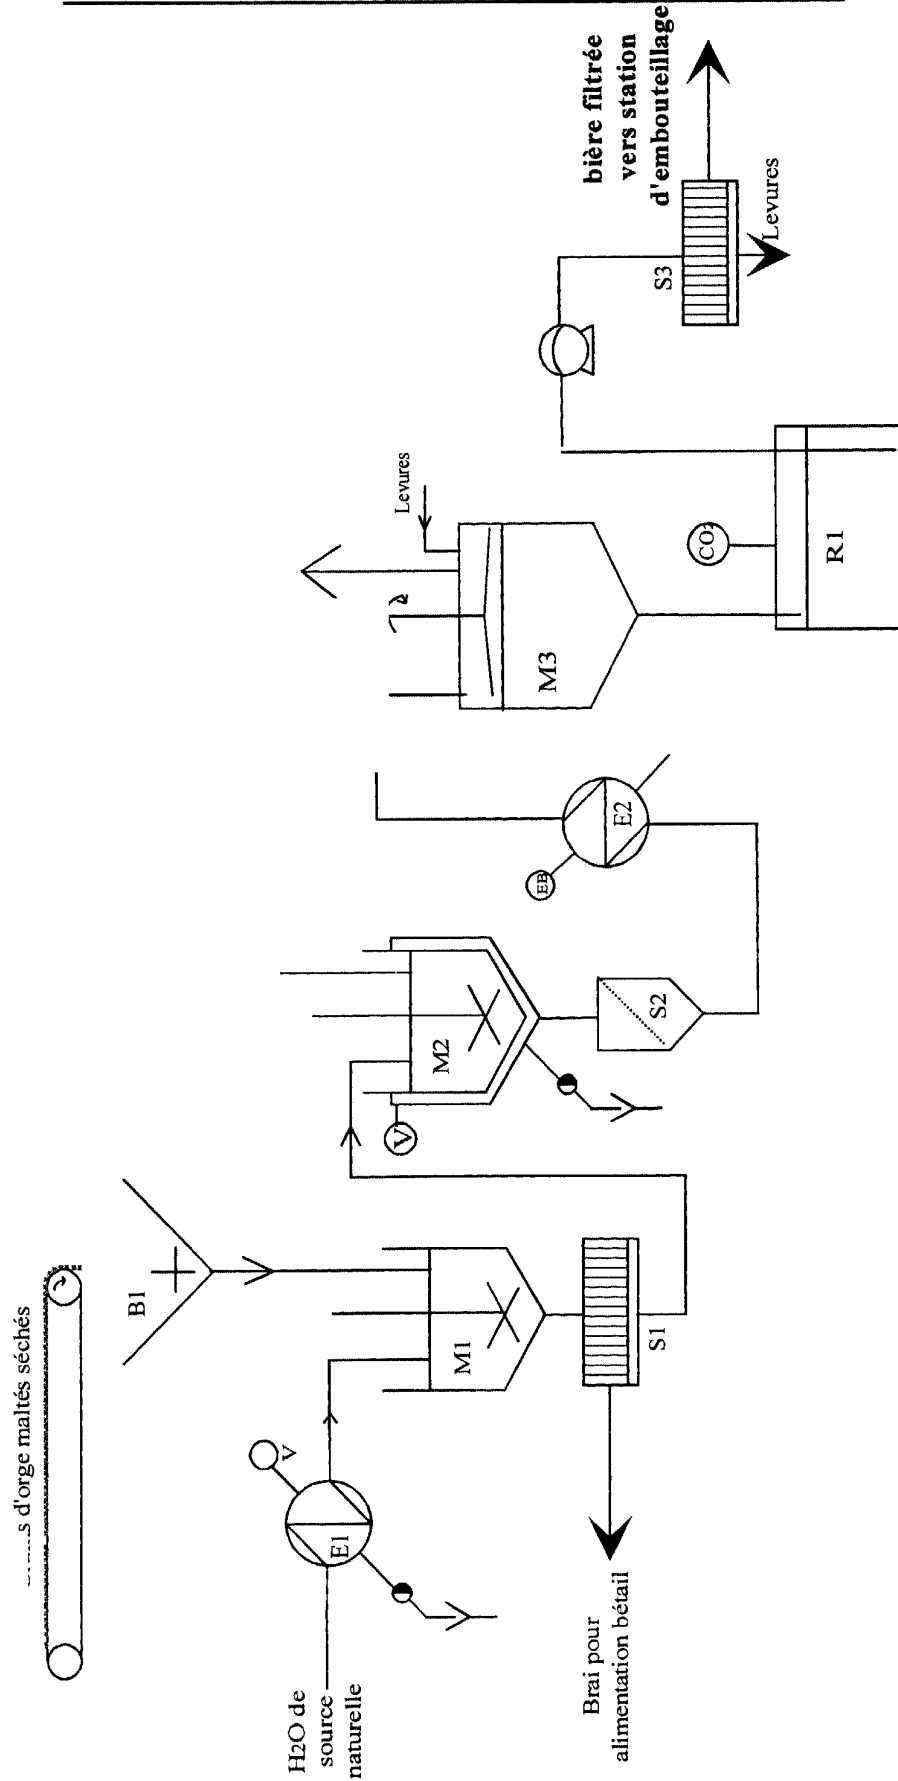 d'orge maltés séchés
B1
H2O de
source
naturelle
E1
V
M1
S1
Brai pour
alimentation bétail
V
M2
S2
EB
E2
M3
Levures
CO2
R1
S3
Levures
bière filtrée
vers station
d'embouteillage